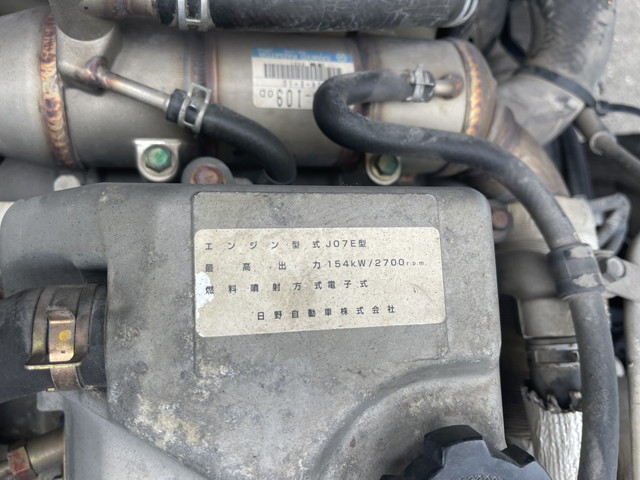 109
エンジン型式J07E型
最高出力154kW/2700r.p.m.
燃料噴射方式電子式
日野自動車株式会社